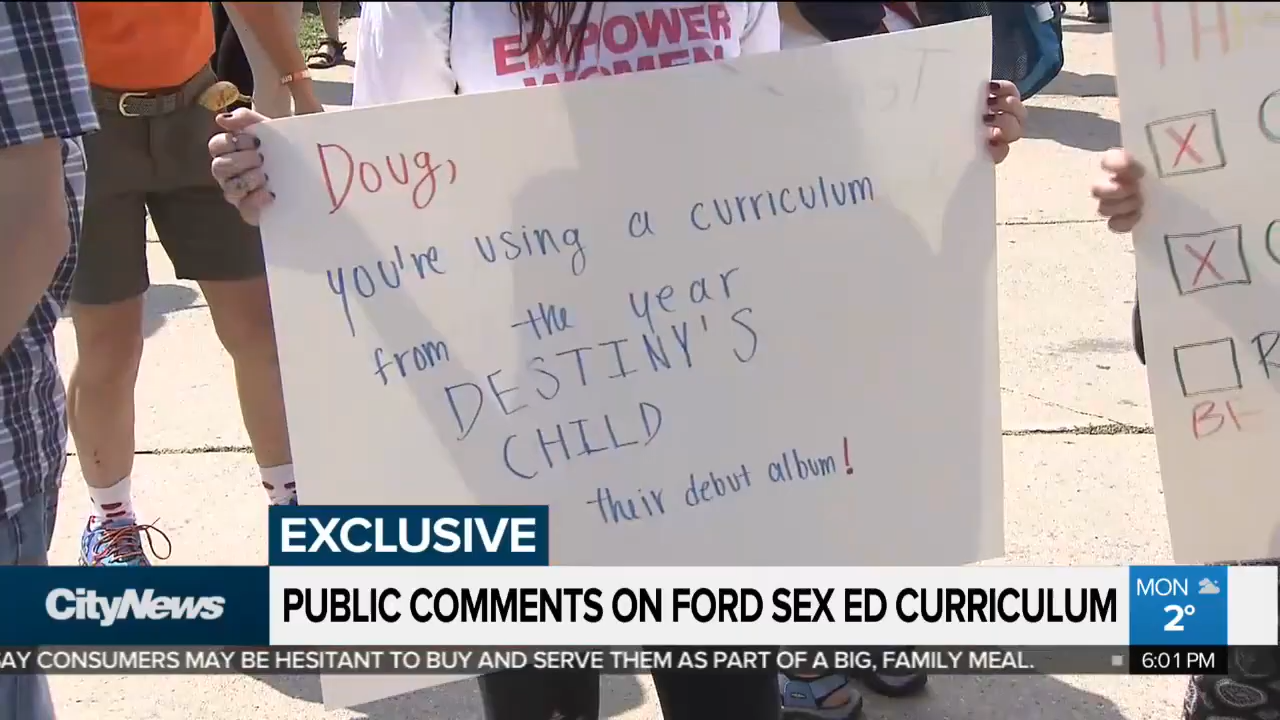 EMPOWER
WOMEN
Doug,
you're using a curriculum
from the year
DESTINY'S
CHILD
their debut album!
X
X
EXCLUSIVE
CityNews
PUBLIC COMMENTS ON FORD SEX ED CURRICULUM
MON
2°
SAY CONSUMERS MAY BE HESITANT TO BUY AND SERVE THEM AS PART OF A BIG, FAMILY MEAL.
6:01 PM